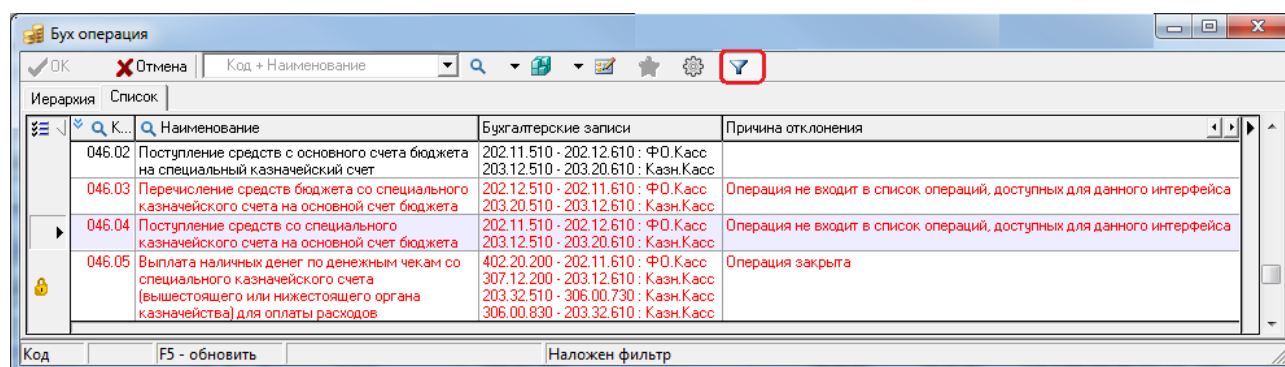 Бух операция
OK Отмена Код + Наименование
Иерархия Список
К... Наименование Бухгалтерские записи Причина отклонения
046.02 Поступление средств с основного счета бюджета 202.11.510 - 202.12.610 : ФО.Касс
на специальный казначейский счет 203.12.510 - 203.20.610 : Казн.Касс
046.03 Перечисление средств бюджета со специального 202.12.510 - 202.11.610 : ФО.Касс Операция не входит в список операций, доступных для данного интерфейса
казначейского счета на основной счет бюджета 203.20.510 - 203.12.610 : Казн.Касс
046.04 Поступление средств со специального 202.11.510 - 202.12.610 : ФО.Касс Операция не входит в список операций, доступных для данного интерфейса
казначейского счета на основной счет бюджета 203.12.510 - 203.20.610 : Казн.Касс
046.05 Выплата наличных денег по денежным чекам со 402.20.200 - 202.11.610 : ФО.Касс Операция закрыта
специального казначейского счета 307.12.200 - 203.12.610 : Казн.Касс
(вышестоящего или нижестоящего органа 203.32.510 - 306.00.730 : Казн.Касс
казначейства) для оплаты расходов 306.00.830 - 203.32.610 : Казн.Касс
Код F5 - обновить Наложен фильтр